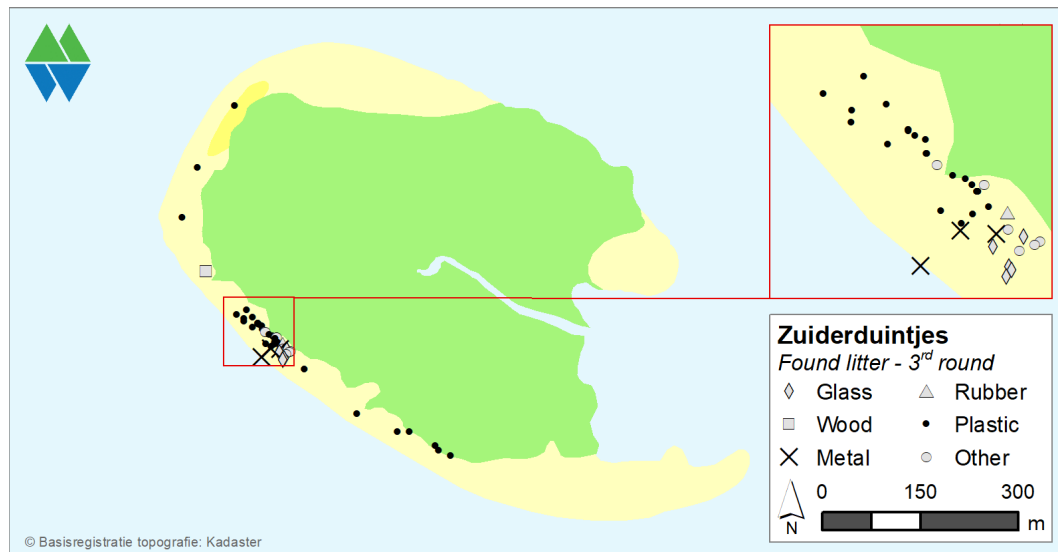 Zuiderduintjes
Found litter - 3rd round
Glass
Rubber
Wood
Plastic
Metal
Other
0 150 300
N
m
© Basisregistratie topografie: Kadaster